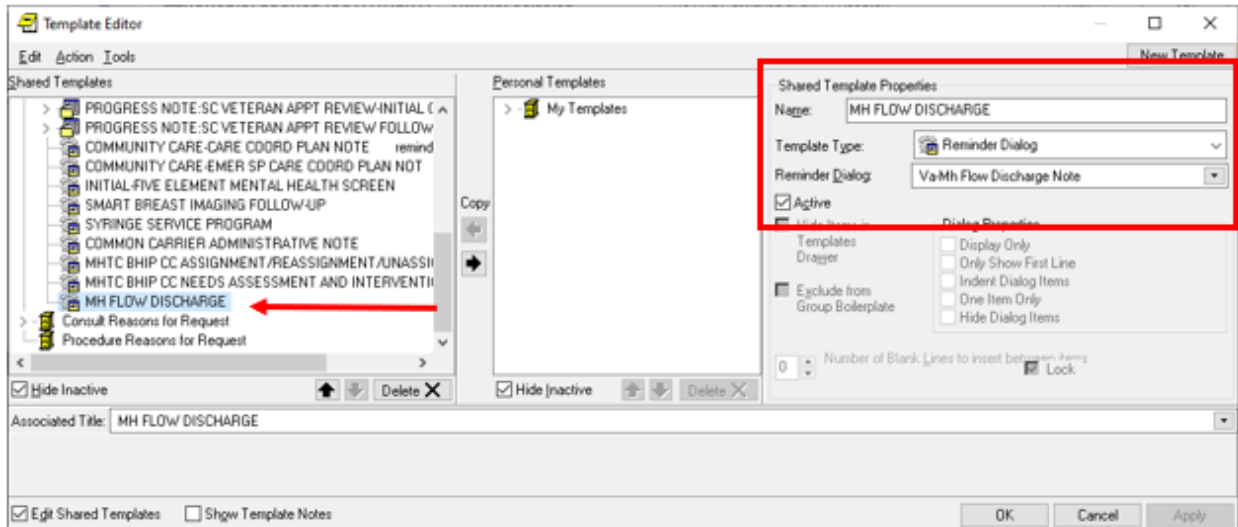 Template Editor
Edit Action Tools
New Template
Shared Templates
PROGRESS NOTE:SC VETERAN APPT REVIEW-INITIAL (
PROGRESS NOTE:SC VETERAN APPT REVIEW FOLLOW
COMMUNITY CARE-CARE COORD PLAN NOTE remind
COMMUNITY CARE-EMER SP CARE COORD PLAN NOT
INITIAL-FIVE ELEMENT MENTAL HEALTH SCREEN
SMART BREAST IMAGING FOLLOW-UP
SYRINGE SERVICE PROGRAM
COMMON CARRIER ADMINISTRATIVE NOTE
MHTC BHIP CC ASSIGNMENT/REASSIGNMENT/UNASSI
MHTC BHIP CC NEEDS ASSESSMENT AND INTERVENTI
MH FLOW DISCHARGE
Consult Reasons for Request
Procedure Reasons for Request
Hide Inactive
Delete
Copy
Personal Templates
My Templates
Hide Inactive
Delete
Shared Template Properties
Name: MH FLOW DISCHARGE
Template Type: Reminder Dialog
Reminder Dialog: Va-Mh Flow Discharge Note
Active
Hide Items in
Templates
Drawer
Exclude from
Group Boilerplate
Dialog Properties
Display Only
Only Show First Line
Indent Dialog Items
One Item Only
Hide Dialog Items
0 Number of Blank Lines to insert between items
Lock
Associated Title: MH FLOW DISCHARGE
Edit Shared Templates Show Template Notes
OK Cancel Apply